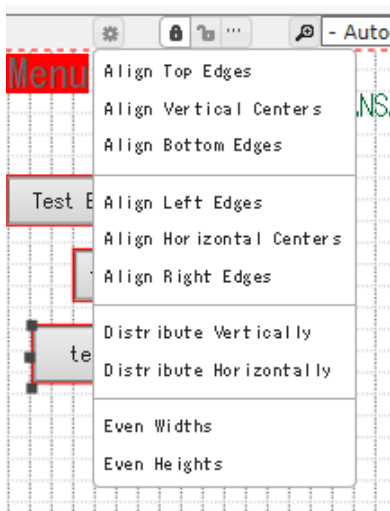 - Auto
Menu
NS
Align Top Edges
Align Vertical Centers
Align Bottom Edges
Test
Align Left Edges
Align Horizontal Centers
Align Right Edges
te
Distribute Vertically
Distribute Horizontally
Even Widths
Even Heights